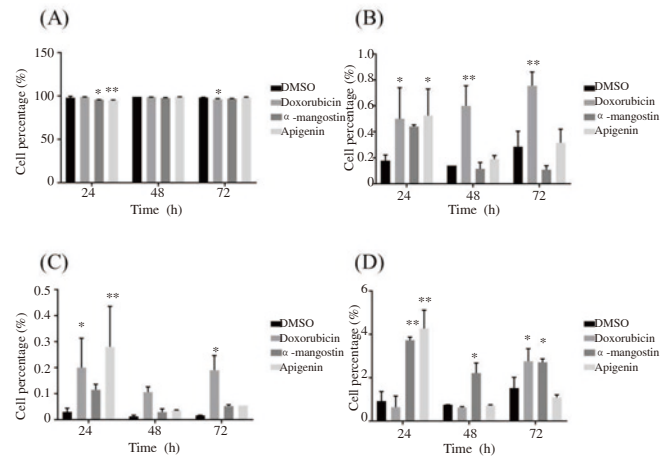 (A)
150
100
50
0
Cell percentage (%)
* **
*
24 48 72
Time (h)
DMSO
Doxorubicin
α -mangostin
Apigenin
(B)
1.0
0.8
0.6
0.4
0.2
0
Cell percentage (%)
* *
**
**
24 48 72
Time (h)
DMSO
Doxorubicin
α -mangostin
Apigenin
(C)
0.5
0.4
0.3
0.2
0.1
0
Cell percentage (%)
* **
*
24 48 72
Time (h)
DMSO
Doxorubicin
α -mangostin
Apigenin
(D)
6
4
2
0
Cell percentage (%)
** **
*
* *
24 48 72
Time (h)
DMSO
Doxorubicin
α -mangostin
Apigenin